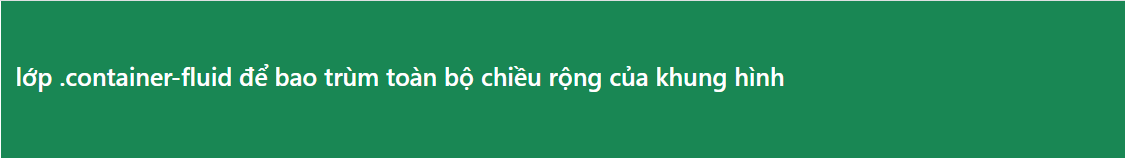 lớp .container-fluid để bao trùm toàn bộ chiều rộng của khung hình